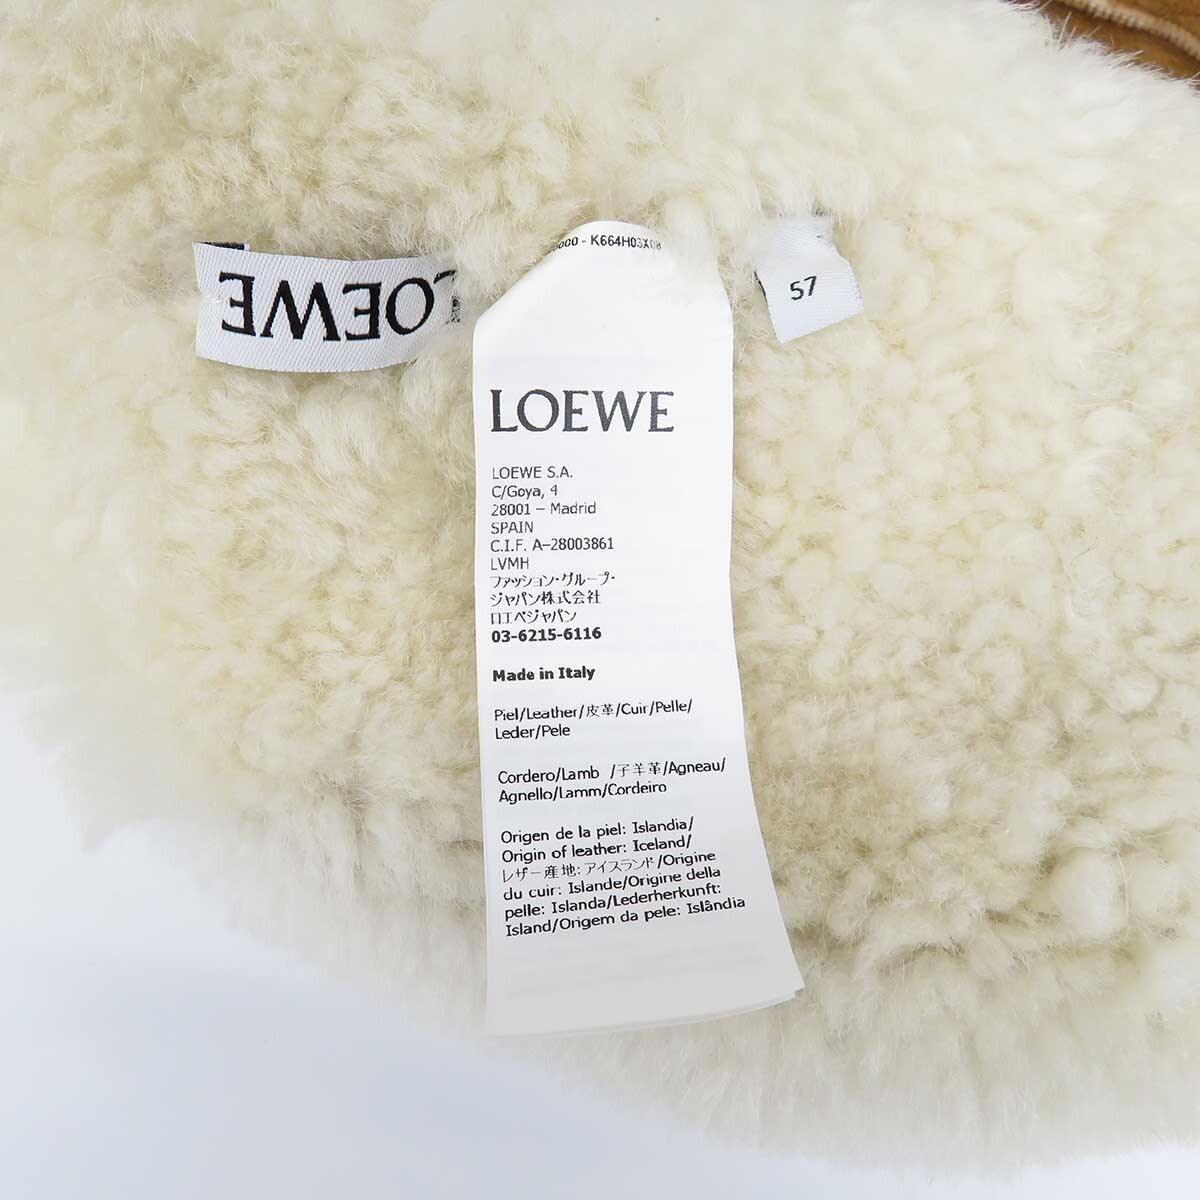 LOEWE
K664H03X08
57
LOEWE
LOEWE S.A.
C/Goya, 4
28001 – Madrid
SPAIN
C.I.F. A–28003861
LVMH
ファッション・グループ・
ジャパン株式会社
ロエベジャパン
03-6215-6116
Made in Italy
Piel/Leather/皮革/Cuir/Pelle/
Leder/Pele
Cordero/Lamb /子羊革/Agneau/
Agnello/Lamm/Cordeiro
Origen de la piel: Islandia/
Origin of leather: Iceland/
レザー産地: アイスランド/Origine
du cuir: Islande/Origine della
pelle: Islanda/Lederherkunft:
Island/Origem da pele: Islândia